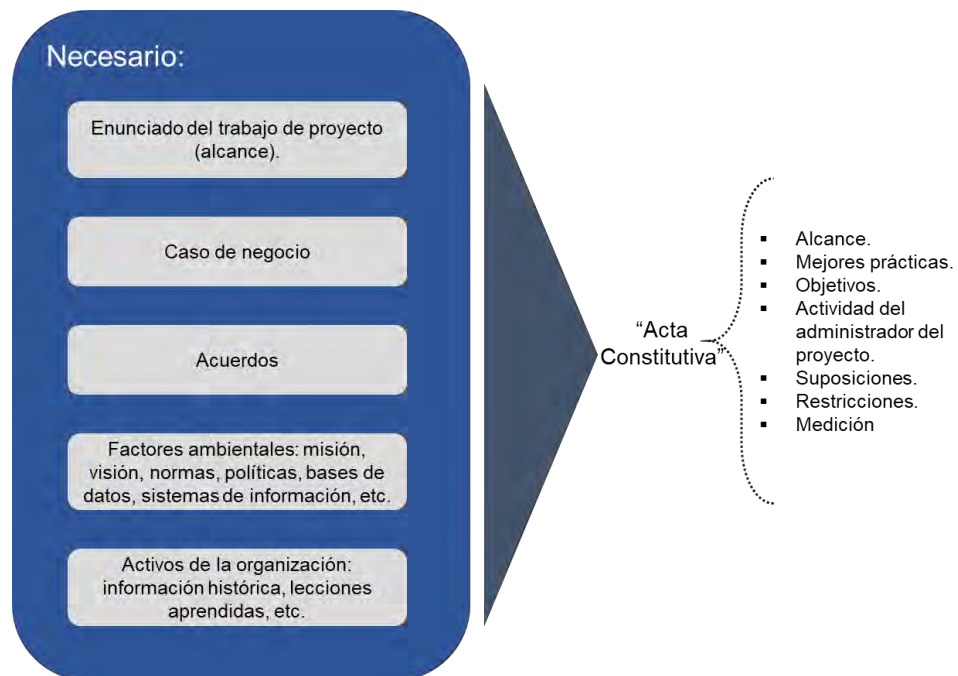 Necesario:
Enunciado del trabajo de proyecto
(alcance).
Caso de negocio
Acuerdos
Factores ambientales: misión,
visión, normas, políticas, bases de
datos, sistemas de información, etc.
Activos de la organización:
información histórica, lecciones
aprendidas, etc.
“Acta
Constitutiva”
▪ Alcance.
▪ Mejores prácticas.
▪ Objetivos.
▪ Actividad del
administrador del
proyecto.
▪ Suposiciones.
▪ Restricciones.
▪ Medición